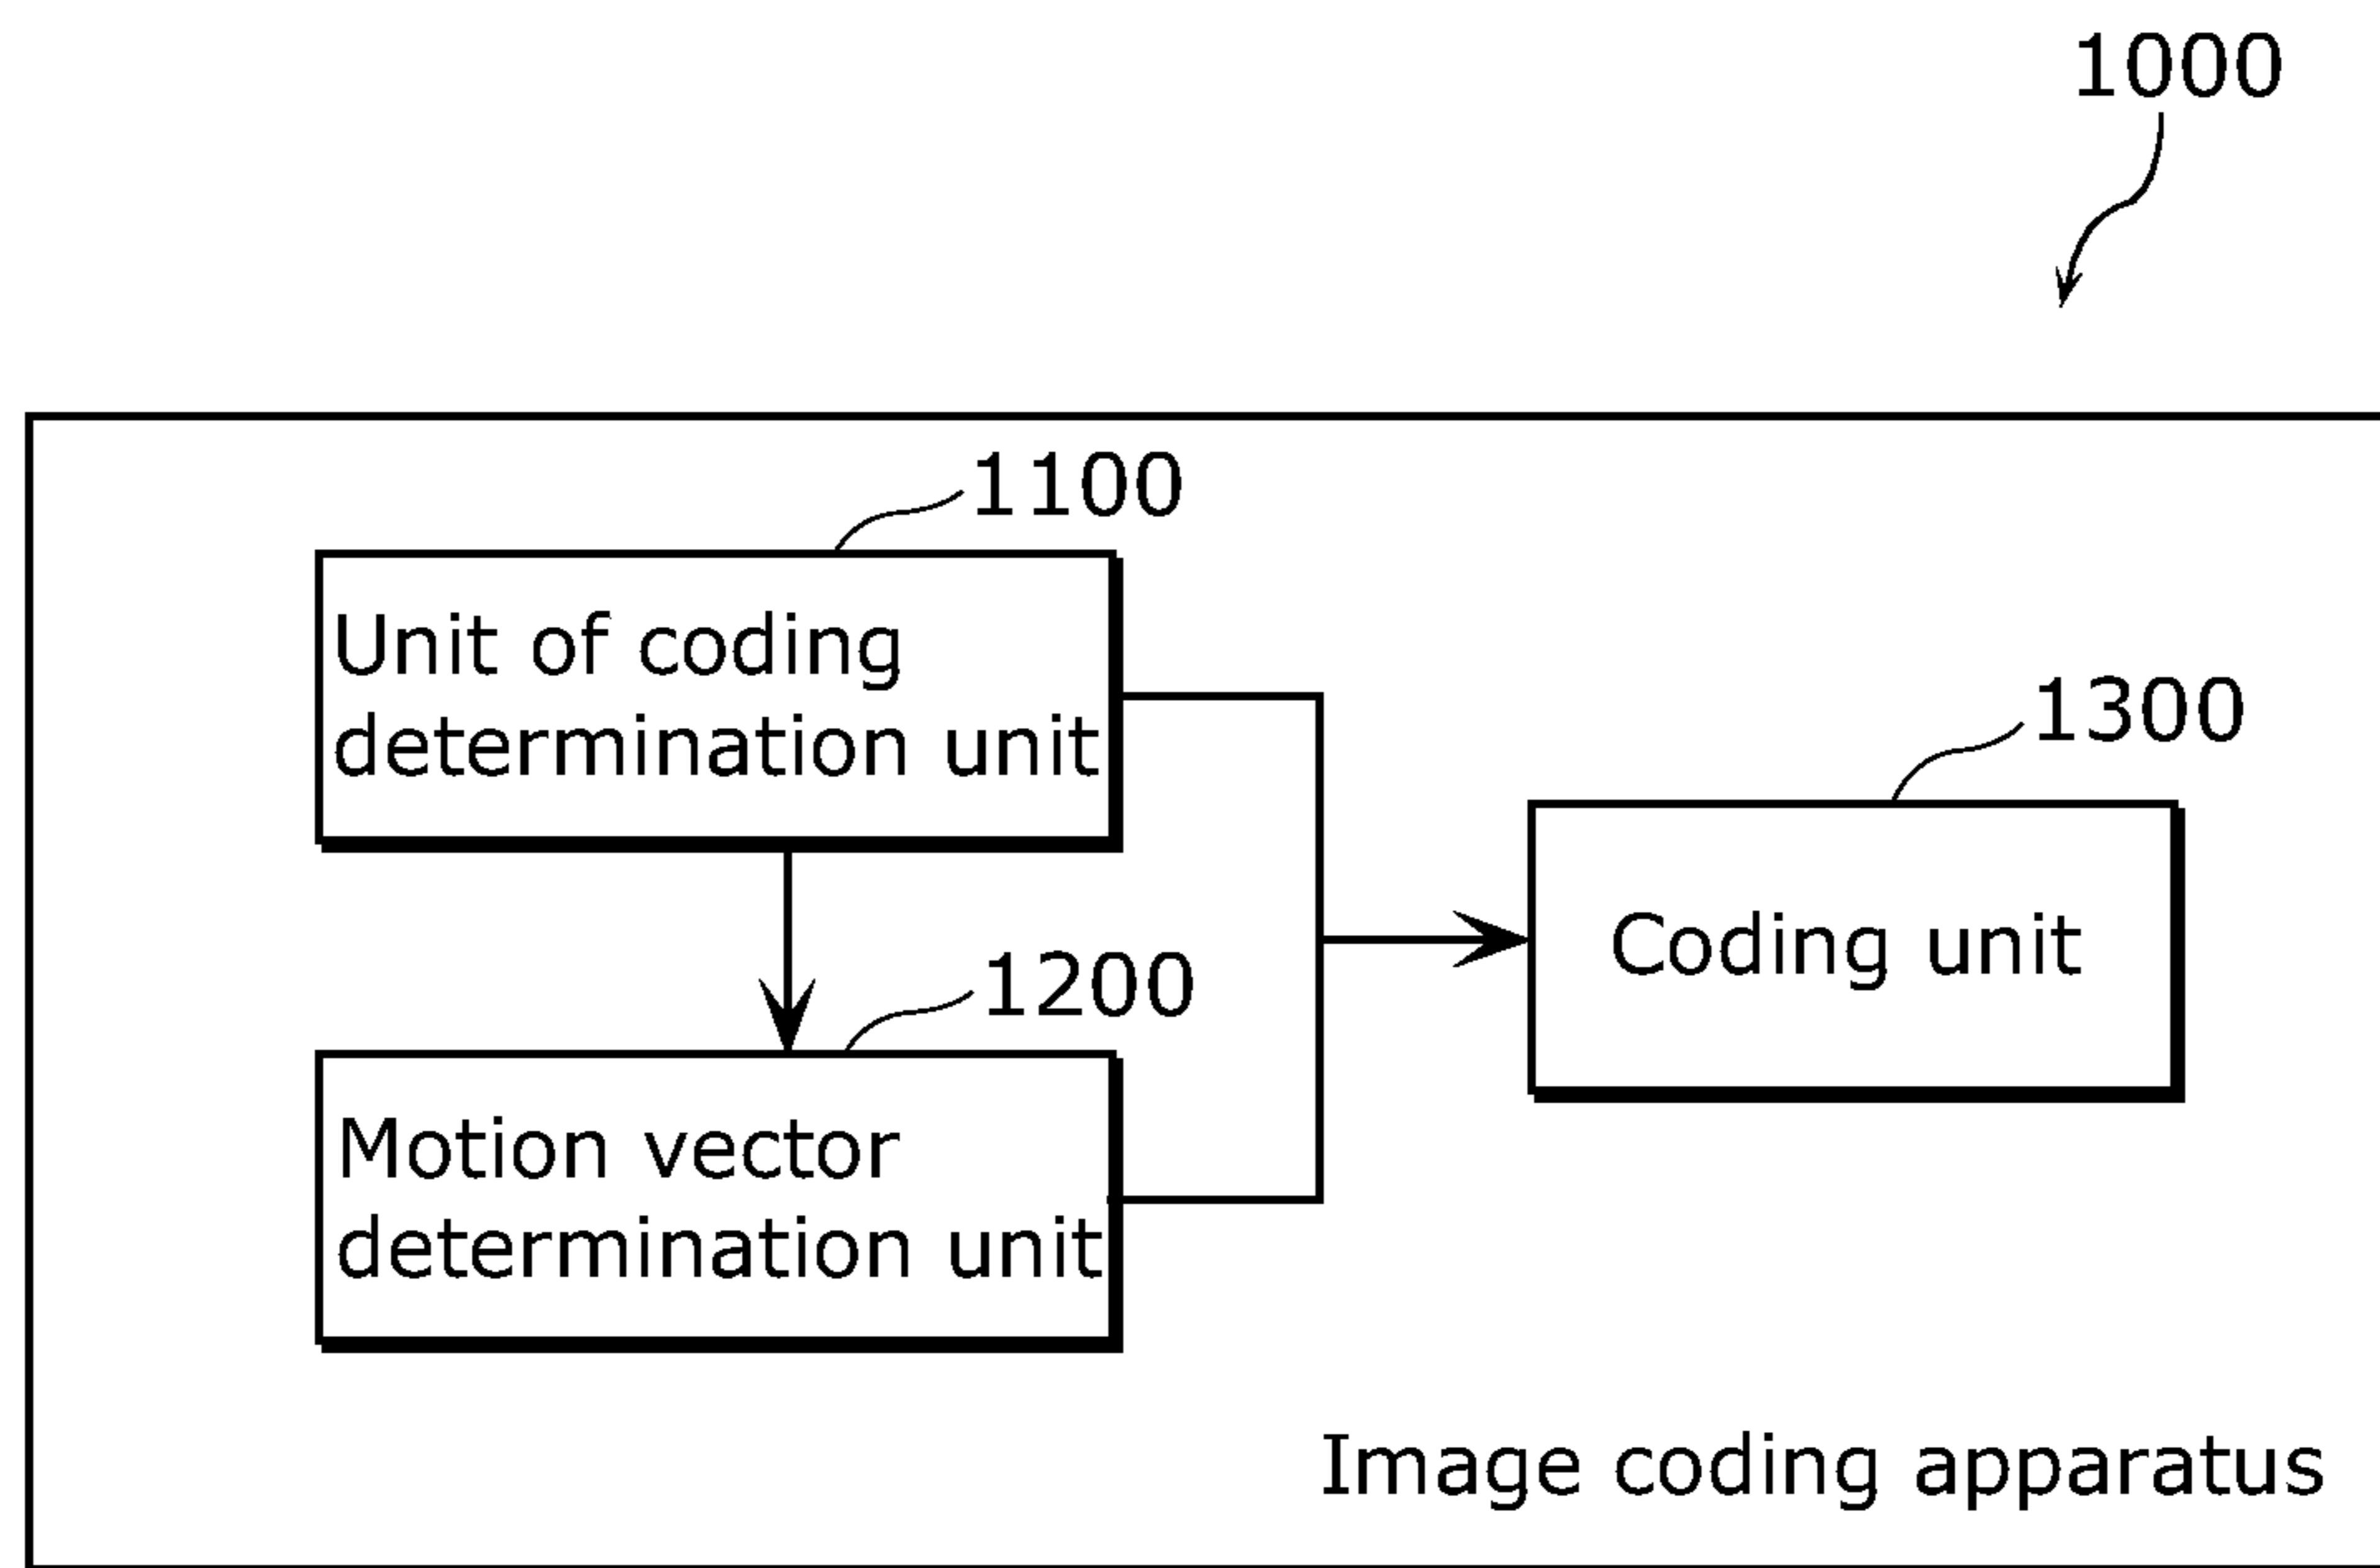 1000
1100
Unit of coding
determination unit
1300
Coding unit
1200
Motion vector
determination unit
Image coding apparatus